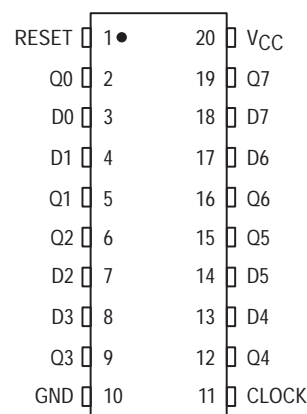 RESET 1 20 VCC
Q0 2 19 Q7
D0 3 18 D7
D1 4 17 D6
Q1 5 16 Q6
Q2 6 15 Q5
D2 7 14 D5
D3 8 13 D4
Q3 9 12 Q4
GND 10 11 CLOCK